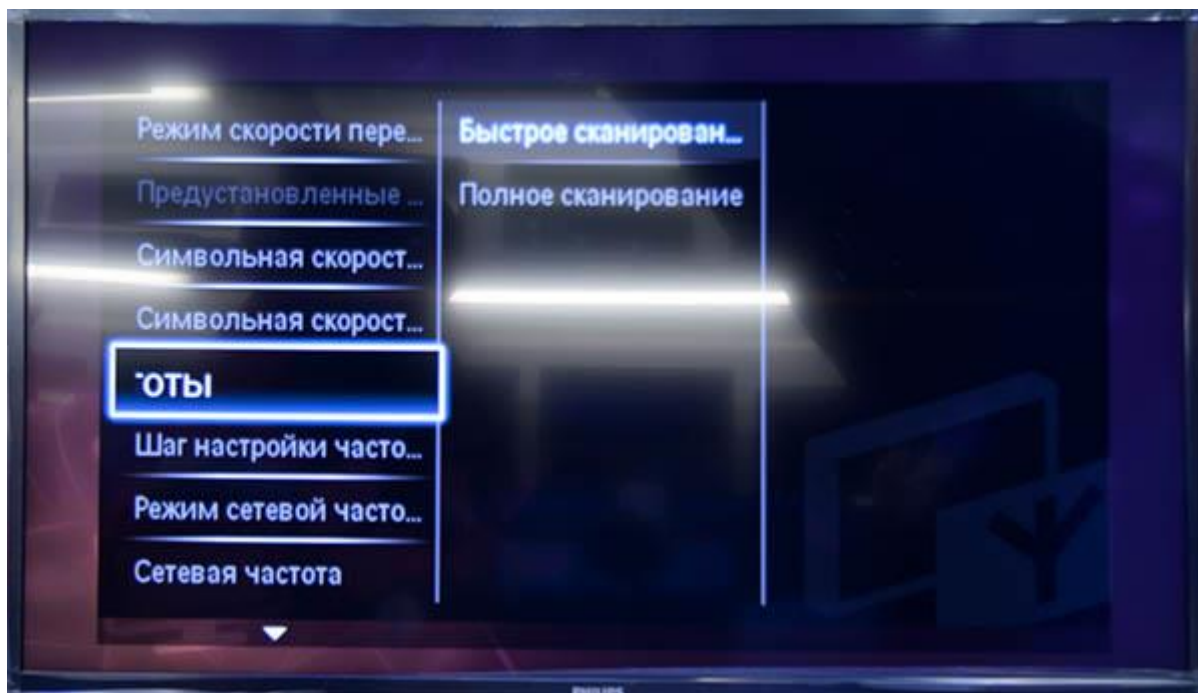 Режим скорости пере...
Предустановленные ...
Символьная скорост...
Символьная скорост...
тоты
Шаг настройки часто...
Режим сетевой часто...
Сетевая частота
Быстрое сканирован...
Полное сканирование